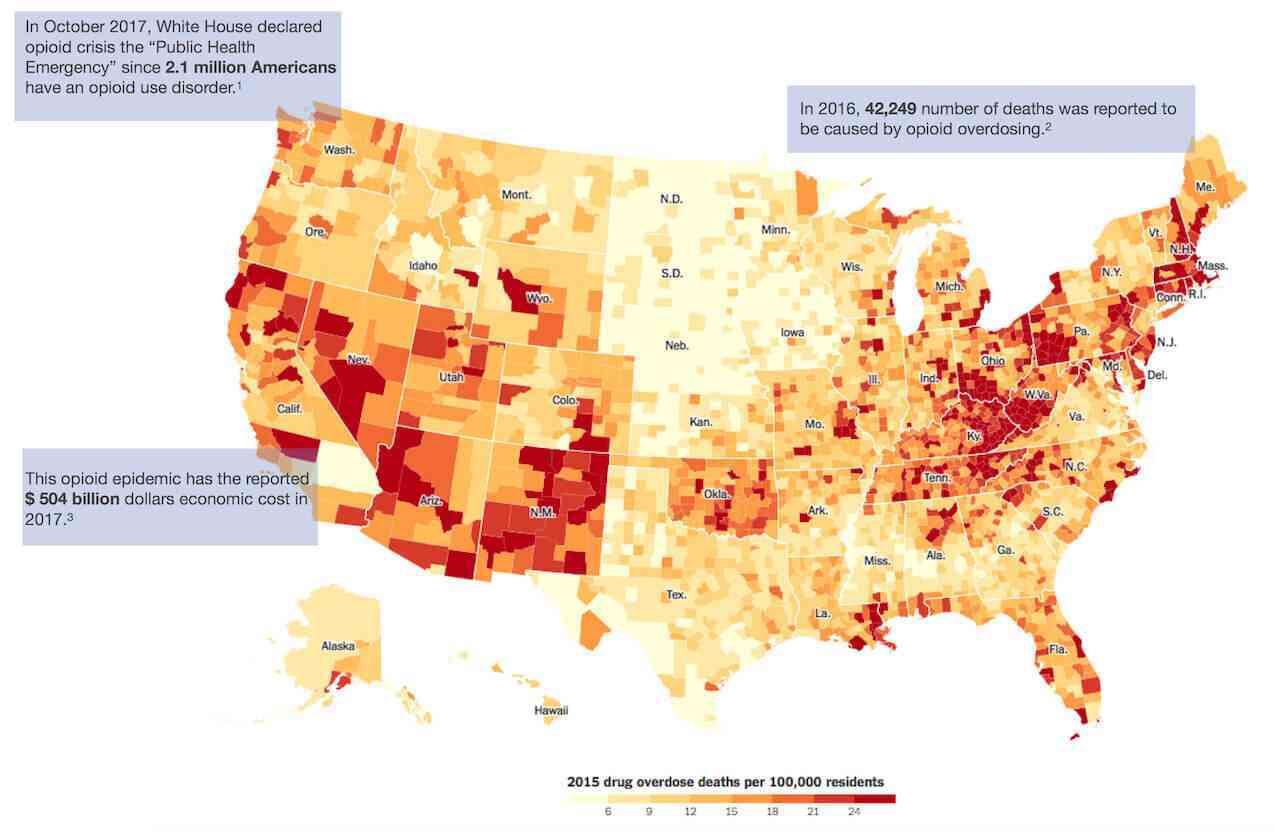 In October 2017, White House declared
opioid crisis the “Public Health
Emergency” since 2.1 million Americans
have an opioid use disorder.¹
In 2016, 42,249 number of deaths was reported to
be caused by opioid overdosing.²
This opioid epidemic has the reported
$ 504 billion dollars economic cost in
2017.³
Wash.
Mont.
N.D.
Minn.
Me.
Vt.
N.H.
Ore.
Idaho
S.D.
Wis.
Mich.
N.Y.
Mass.
Conn.
R.I.
Wyo.
Neb.
Iowa
Pa.
N.J.
Nev.
Utah
Colo.
Ill.
Ind.
Ohio
Md.
Del.
Calif.
Kan.
Mo.
W.Va.
Va.
Ky.
Ariz.
N.M.
Okla.
Ark.
Tenn.
N.C.
S.C.
Tex.
La.
Miss.
Ala.
Ga.
Fla.
Alaska
Hawaii
2015 drug overdose deaths per 100,000 residents
6 9 12 15 18 21 24